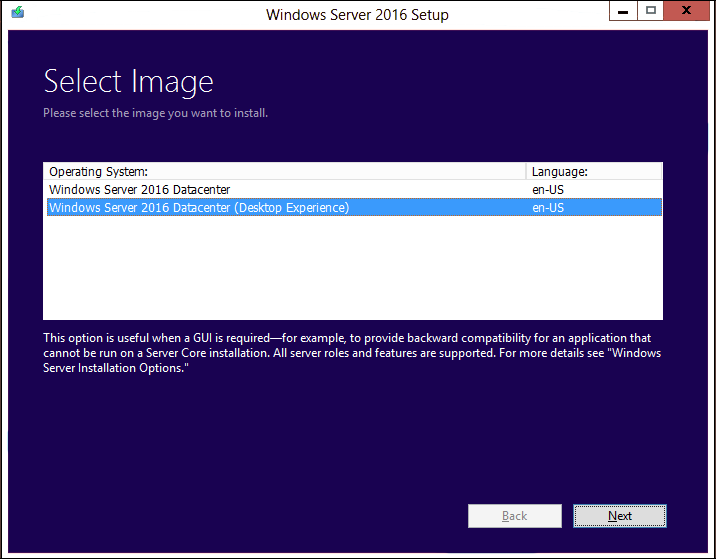 Windows Server 2016 Setup
Select Image
Please select the image you want to install.
Operating System: Language:
Windows Server 2016 Datacenter en-US
Windows Server 2016 Datacenter (Desktop Experience) en-US
This option is useful when a GUI is required—for example, to provide backward compatibility for an application that
cannot be run on a Server Core installation. All server roles and features are supported. For more details see "Windows
Server Installation Options."
Back Next